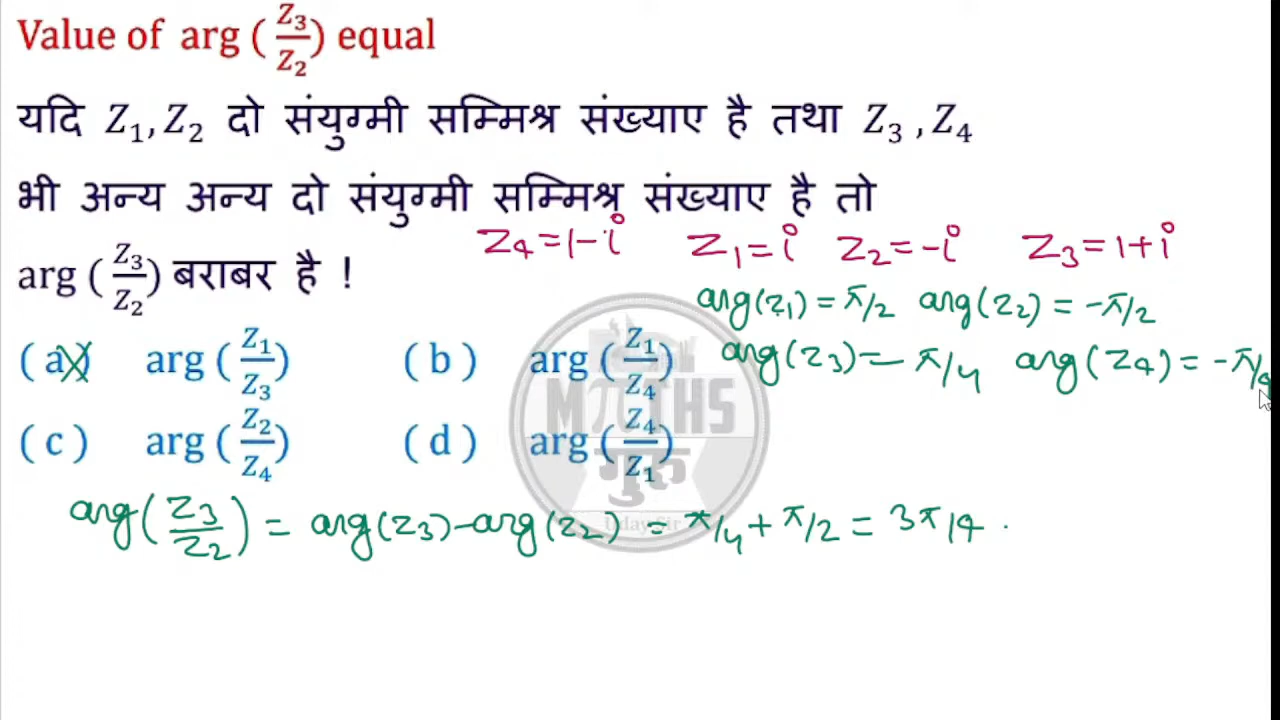 Value of arg (Z₃/Z₂) equal
यदि Z₁, Z₂ दो संयुग्मी सम्मिश्र संख्याए है तथा Z₃ , Z₄
भी अन्य अन्य दो संयुग्मी सम्मिश्र संख्याए है तो
Z₄ = 1-i Z₁ = i Z₂ = -i Z₃ = 1+i
arg (Z₃/Z₂) बराबर है !
arg(Z₁) = π/2 arg(Z₂) = -π/2
(a) arg (Z₁/Z₃) (b) arg (Z₁/Z₄)
arg(Z₃) = π/4 arg(Z₄) = -π/4
(c) arg (Z₂/Z₄) (d) arg (Z₄/Z₁)
MATHS
गुरु
Uday Sir
arg(Z₃/Z₂) = arg(Z₃) - arg(Z₂) = π/4 + π/2 = 3π/4 .